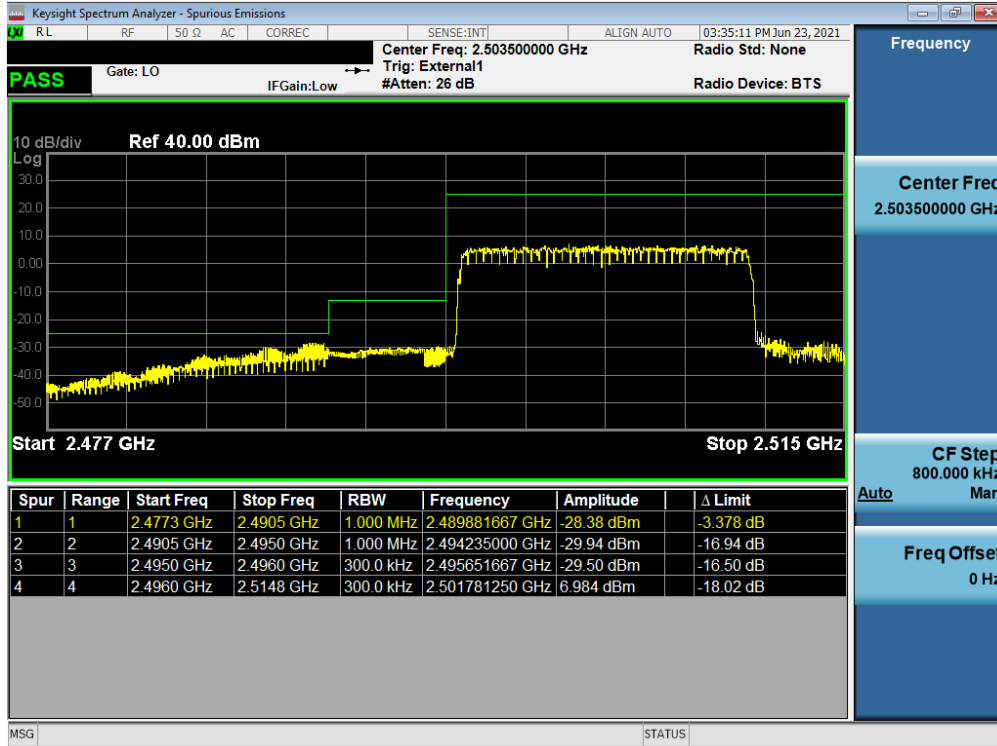 Keysight Spectrum Analyzer - Spurious Emissions
LXI RL RF 50 Ω AC CORREC SENSE:INT ALIGN AUTO 03:35:11 PM Jun 23, 2021
Center Freq: 2.503500000 GHz Radio Std: None
Trig: External1
PASS Gate: LO IFGain:Low #Atten: 26 dB Radio Device: BTS
10 dB/div Ref 40.00 dBm
Log
30.0
20.0
10.0
0.00
-10.0
-20.0
-30.0
-40.0
-50.0
Start 2.477 GHz Stop 2.515 GHz
Spur Range Start Freq Stop Freq RBW Frequency Amplitude Δ Limit
1 1 2.4773 GHz 2.4905 GHz 1.000 MHz 2.489881667 GHz -28.38 dBm -3.378 dB
2 2 2.4905 GHz 2.4950 GHz 1.000 MHz 2.494235000 GHz -29.94 dBm -16.94 dB
3 3 2.4950 GHz 2.4960 GHz 300.0 kHz 2.495651667 GHz -29.50 dBm -16.50 dB
4 4 2.4960 GHz 2.5148 GHz 300.0 kHz 2.501781250 GHz 6.984 dBm -18.02 dB
MSG STATUS
Frequency
Center Freq
2.503500000 GHz
CF Step
800.000 kHz
Auto Man
Freq Offset
0 Hz